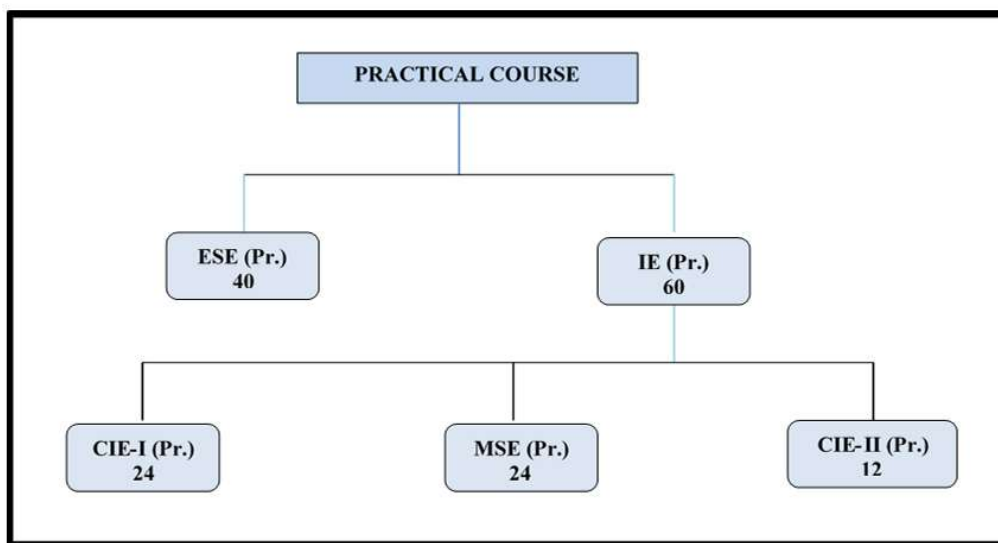 PRACTICAL COURSE
ESE (Pr.)
40
IE (Pr.)
60
CIE-I (Pr.)
24
MSE (Pr.)
24
CIE-II (Pr.)
12